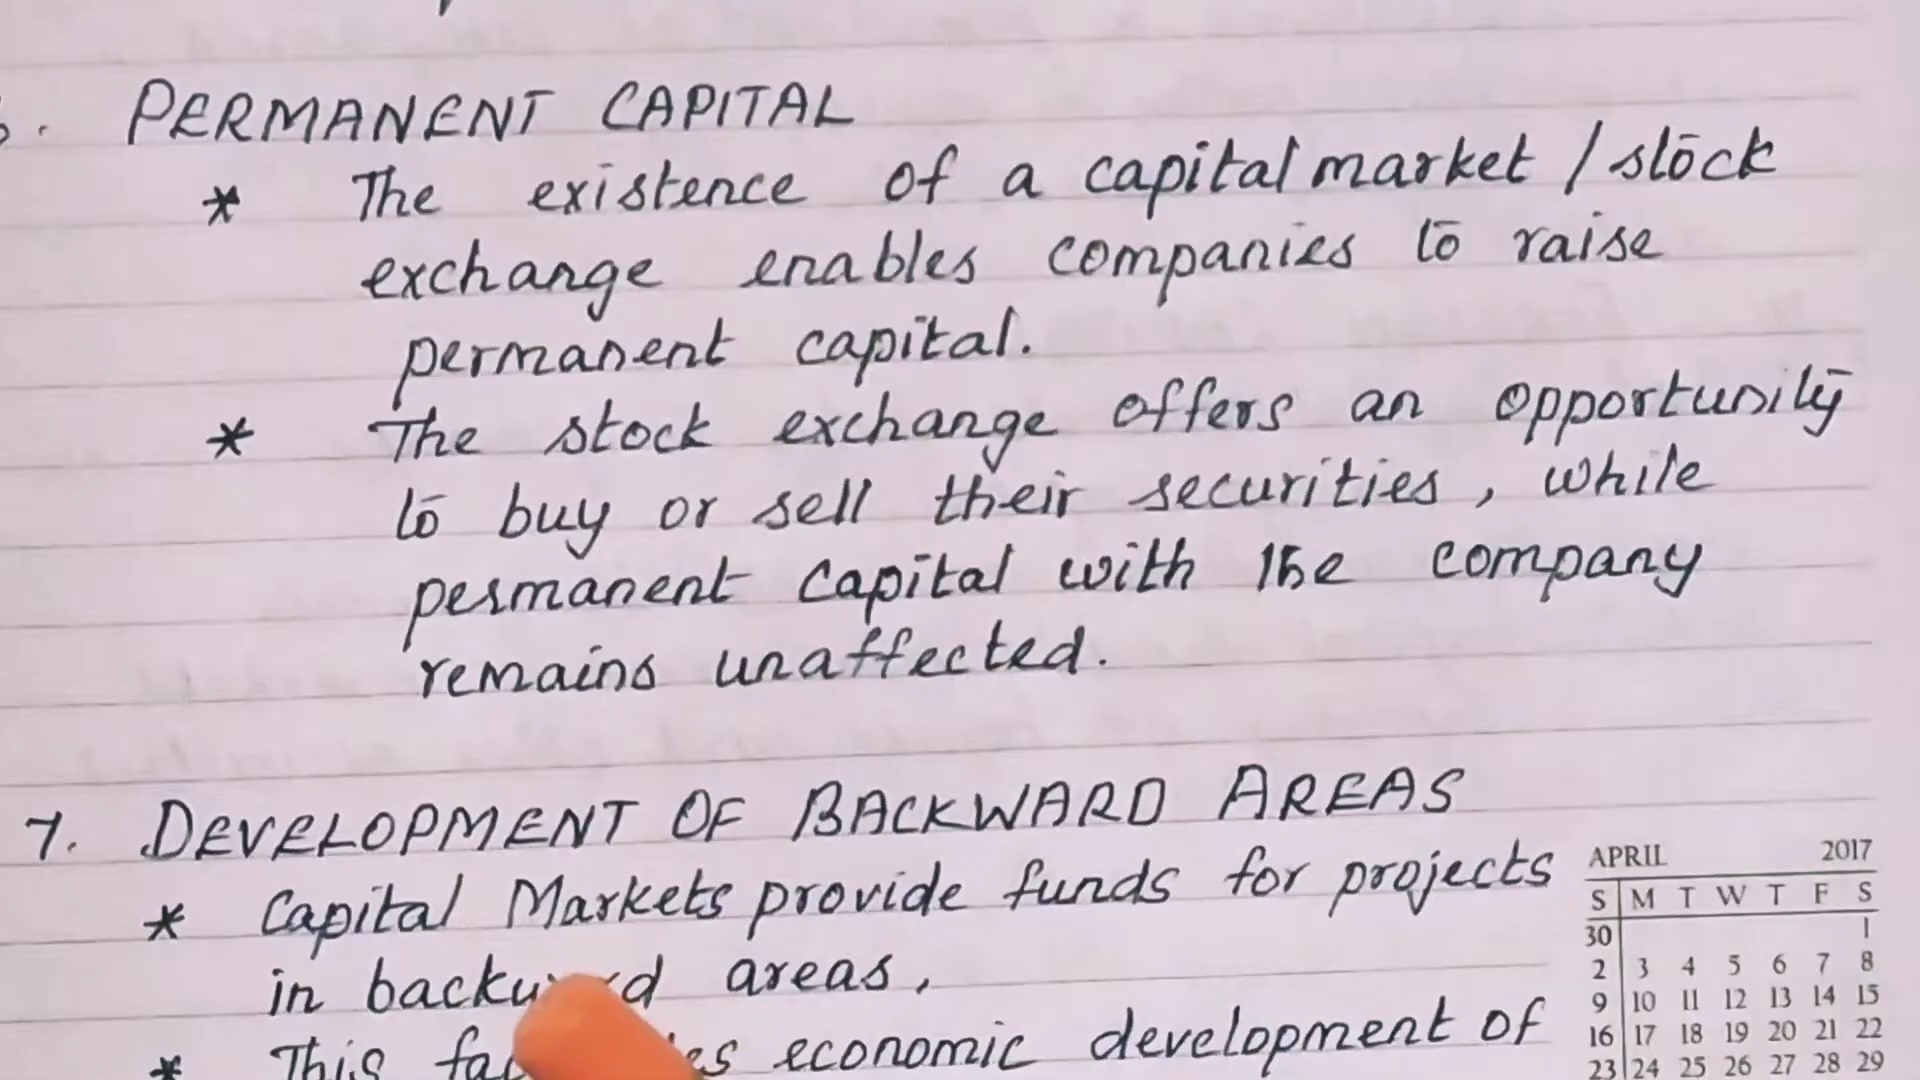 PERMANENT CAPITAL
* The existence of a capital market / stock
exchange enables companies to raise
permanent capital.
* The stock exchange offers an opportunity
to buy or sell their securities, while
permanent capital with the company
remains unaffected.
7. DEVELOPMENT OF BACKWARD AREAS
* Capital Markets provide funds for projects
in areas,
* This economic development of
APRIL 2017
S M T W T F S
30 1
2 3 4 5 6 7 8
9 10 11 12 13 14 15
16 17 18 19 20 21 22
23 24 25 26 27 28 29